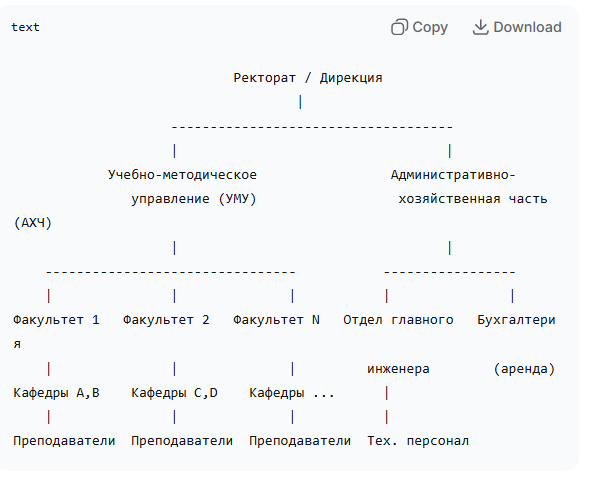 text Copy Download
Ректорат / Дирекция
|
------------------------------------
| |
Учебно-методическое Административно-
управление (УМУ) хозяйственная часть
(АХЧ)
| |
-------------------------------- -----------------
| | | | |
Факультет 1 Факультет 2 Факультет N Отдел главного Бухгалтери
я
| | | инженера (аренда)
Кафедры A,B Кафедры C,D Кафедры ... |
| | | |
Преподаватели Преподаватели Преподаватели Тех. персонал